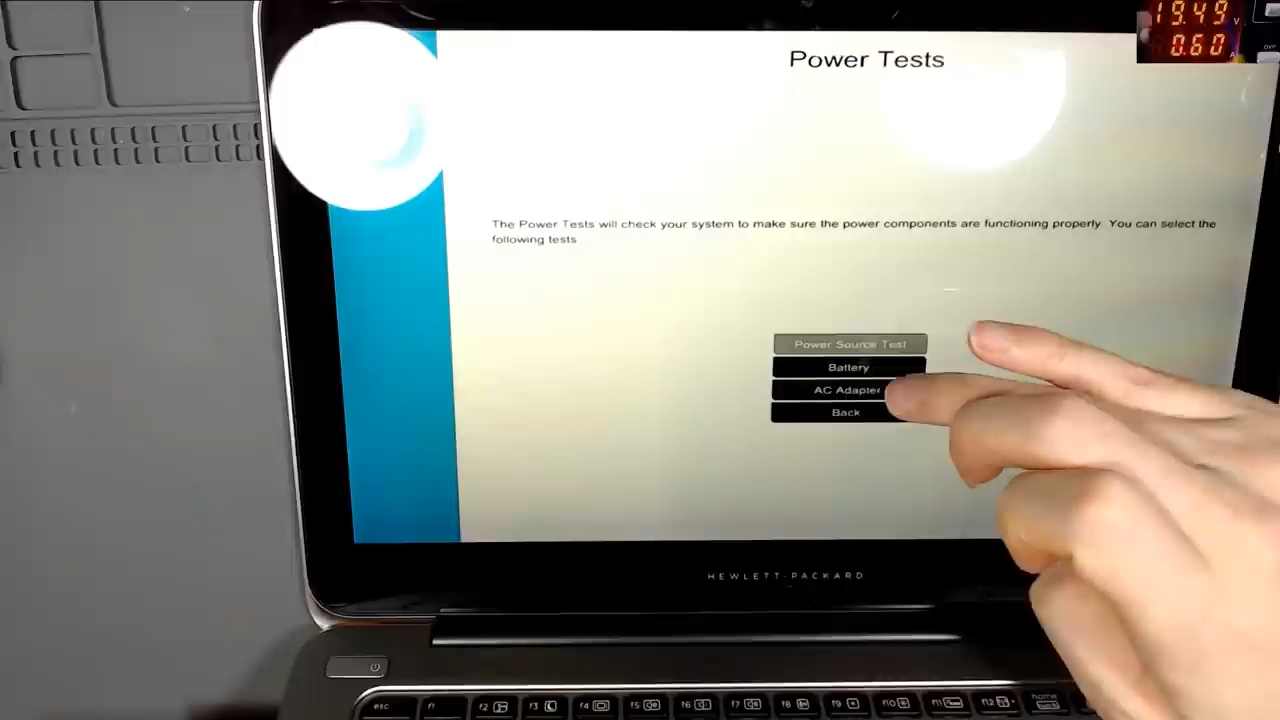 19.49 V
0.60 A
OVP
Power Tests
The Power Tests will check your system to make sure the power components are functioning properly. You can select the
following tests
Power Source Test
Battery
AC Adapter
Back
HEWLETT-PACKARD
esc f1 f2 f3 f4 f5 f6 f7 f8 f9 f10 f11 f12 home